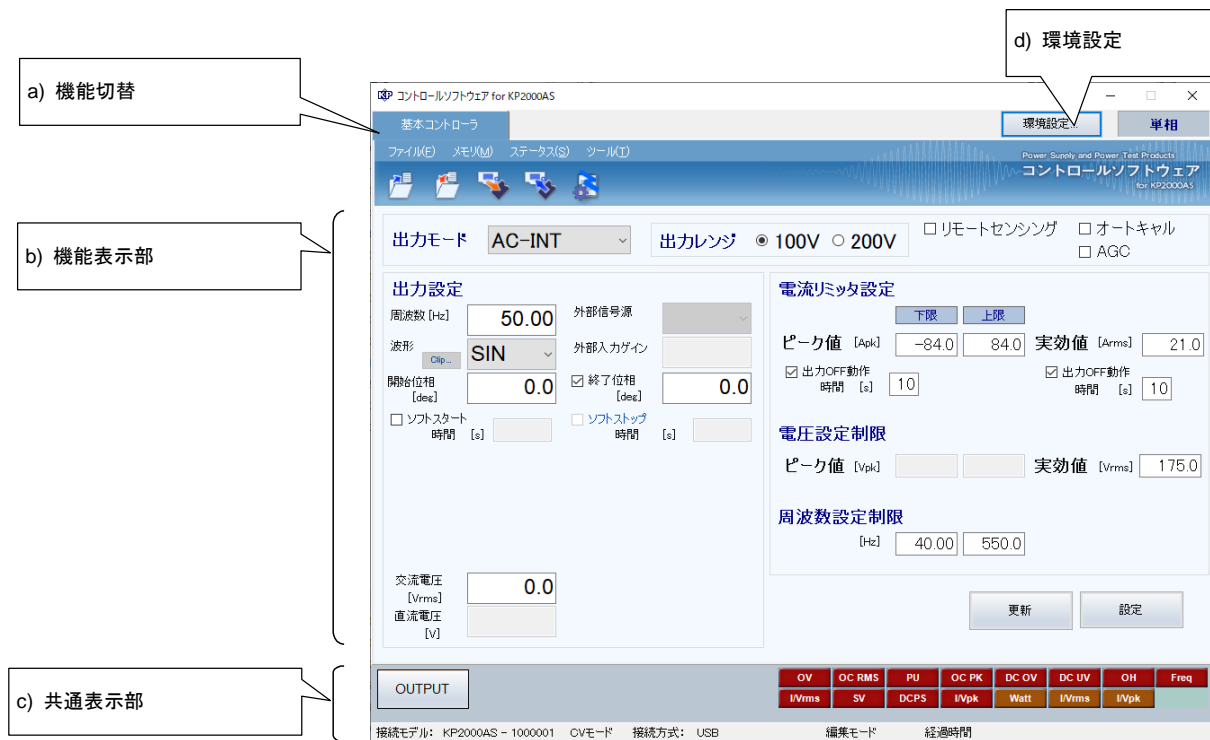 d) 環境設定
a) 機能切替
コントロールソフトウェア for KP2000AS
基本コントローラ
環境設定...
単相
ファイル(F) メモリ(M) ステータス(S) ツール(T)
Power Supply and Power Test Products
コントロールソフトウェア
for KP2000AS
b) 機能表示部
出力モード AC-INT 出力レンジ 100V 200V リモートセンシング オートキャル
AGC
出力設定
周波数 [Hz] 50.00 外部信号源
波形 Clip... SIN 外部入力ゲイン
開始位相 [deg] 0.0 終了位相 [deg] 0.0
ソフトスタート ソフトストップ
時間 [s] 時間 [s]
交流電圧 [Vrms] 0.0
直流電圧 [V]
電流リミッタ設定
下限 上限
ピーク値 [Apk] -84.0 84.0 実効値 [Arms] 21.0
出力OFF動作 出力OFF動作
時間 [s] 10 時間 [s] 10
電圧設定制限
ピーク値 [Vpk] 実効値 [Vrms] 175.0
周波数設定制限
[Hz] 40.00 550.0
更新 設定
c) 共通表示部
OUTPUT
OV OC RMS PU OC PK DC OV DC UV OH Freq
I/Vrms SV DCPS I/Vpk Watt I/Vrms I/Vpk
接続モデル: KP2000AS - 1000001 CVモード 接続方式: USB 編集モード 経過時間